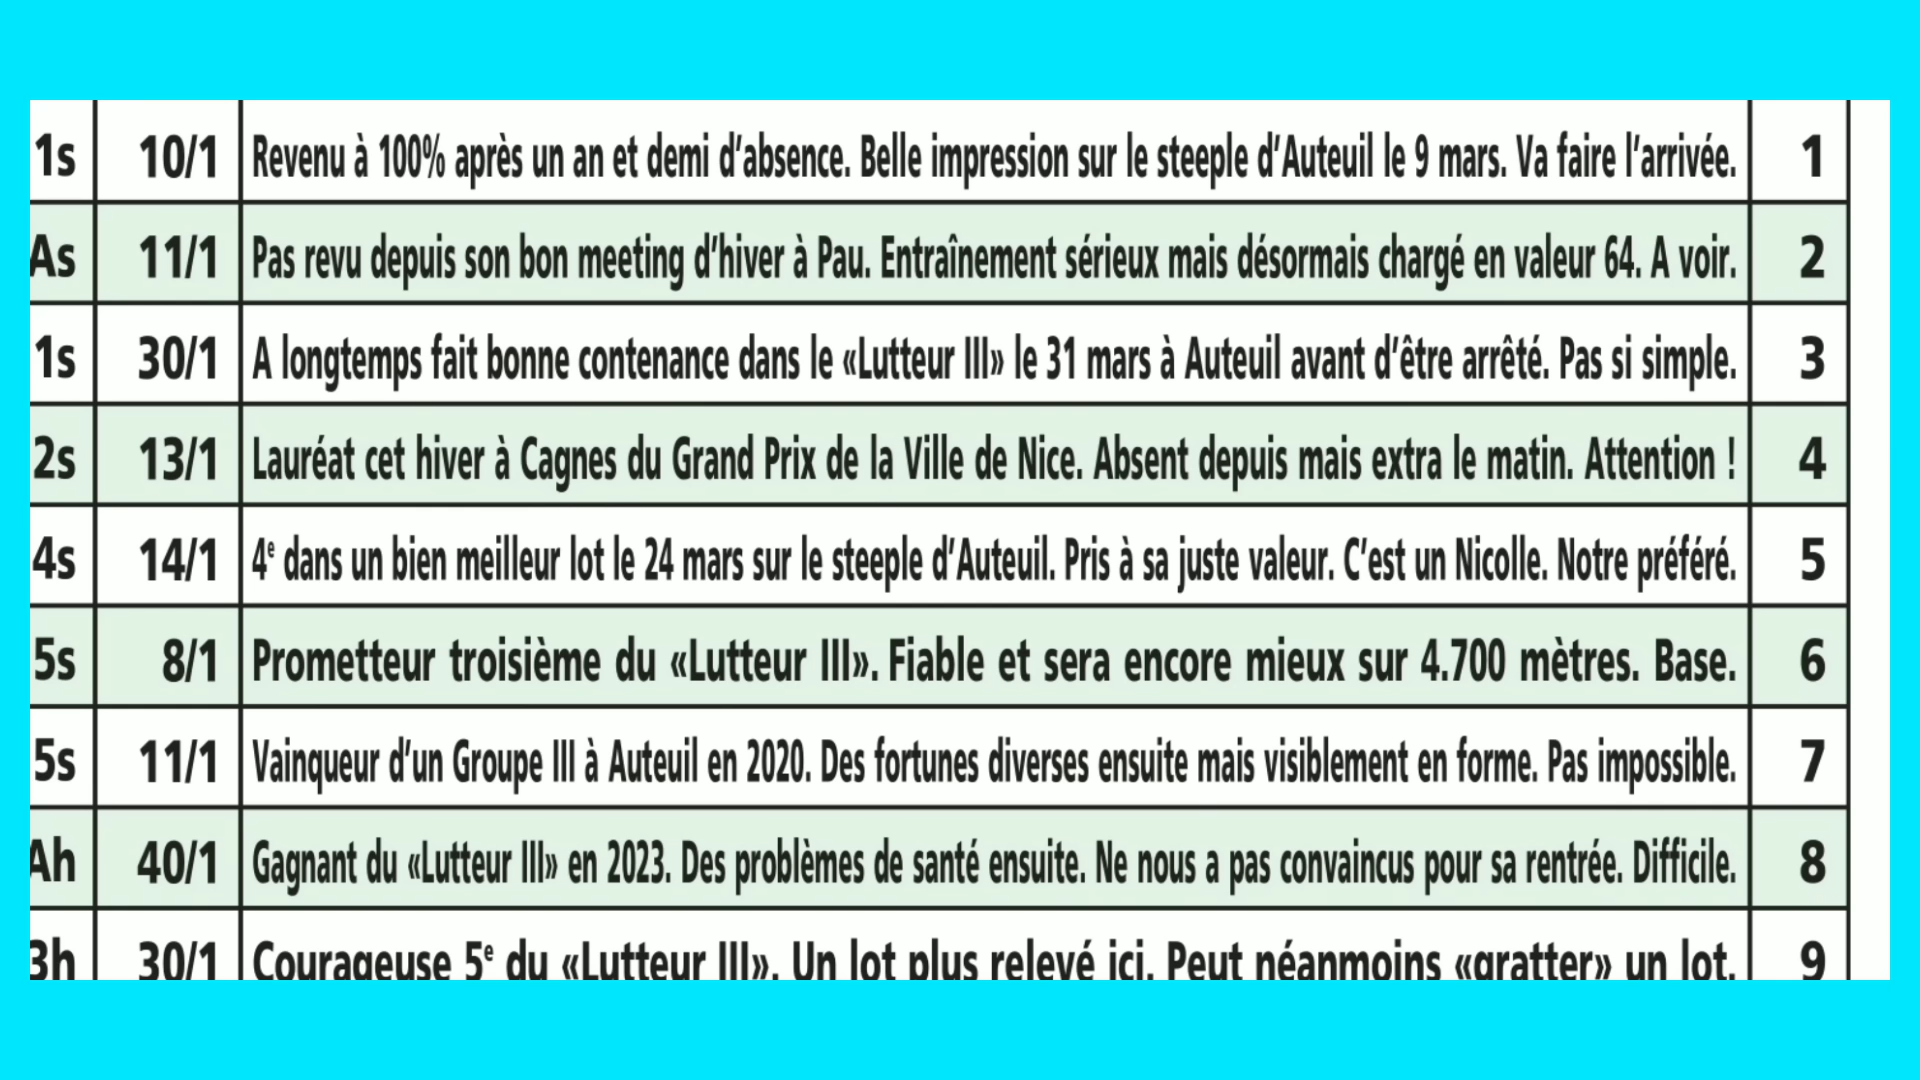 1s 10/1 Revenu à 100% après un an et demi d’absence. Belle impression sur le steeple d’Auteuil le 9 mars. Va faire l’arrivée. 1
As 11/1 Pas revu depuis son bon meeting d’hiver à Pau. Entraînement sérieux mais désormais chargé en valeur 64. A voir. 2
1s 30/1 A longtemps fait bonne contenance dans le «Lutteur III» le 31 mars à Auteuil avant d’être arrêté. Pas si simple. 3
2s 13/1 Lauréat cet hiver à Cagnes du Grand Prix de la Ville de Nice. Absent depuis mais extra le matin. Attention ! 4
4s 14/1 4e dans un bien meilleur lot le 24 mars sur le steeple d’Auteuil. Pris à sa juste valeur. C’est un Nicolle. Notre préféré. 5
5s 8/1 Prometteur troisième du «Lutteur III». Fiable et sera encore mieux sur 4.700 mètres. Base. 6
5s 11/1 Vainqueur d’un Groupe III à Auteuil en 2020. Des fortunes diverses ensuite mais visiblement en forme. Pas impossible. 7
Ah 40/1 Gagnant du «Lutteur III» en 2023. Des problèmes de santé ensuite. Ne nous a pas convaincus pour sa rentrée. Difficile. 8
3h 30/1 Courageuse 5e du «Lutteur III». Un lot plus relevé ici. Peut néanmoins «gratter» un lot. 9